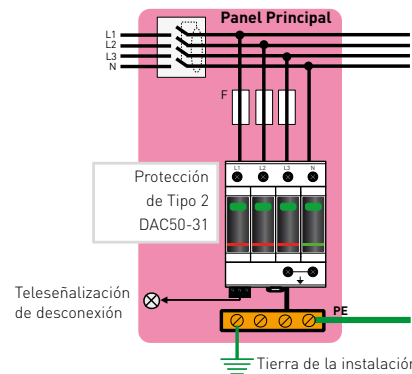 Panel Principal
L1
L2
L3
N
F
L1 L2 L3 N
Protección
de Tipo 2
DAC50-31
Teleseñalización
de desconexión
PE
Tierra de la instalación